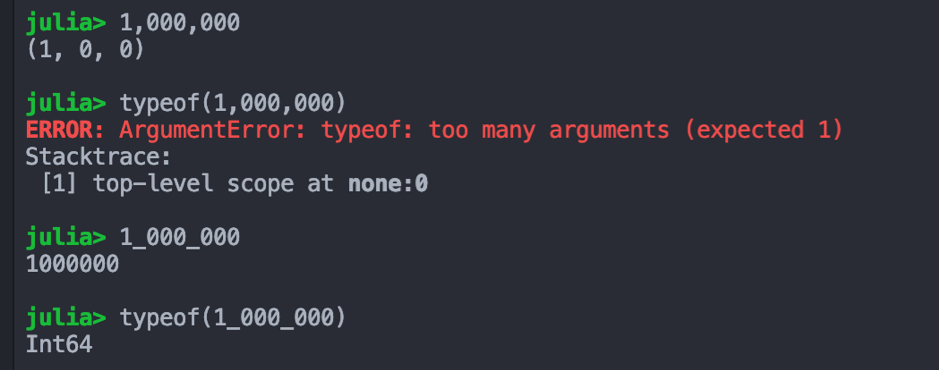 julia> 1,000,000
(1, 0, 0)
julia> typeof(1,000,000)
ERROR: ArgumentError: typeof: too many arguments (expected 1)
Stacktrace:
 [1] top-level scope at none:0
julia> 1_000_000
1000000
julia> typeof(1_000_000)
Int64